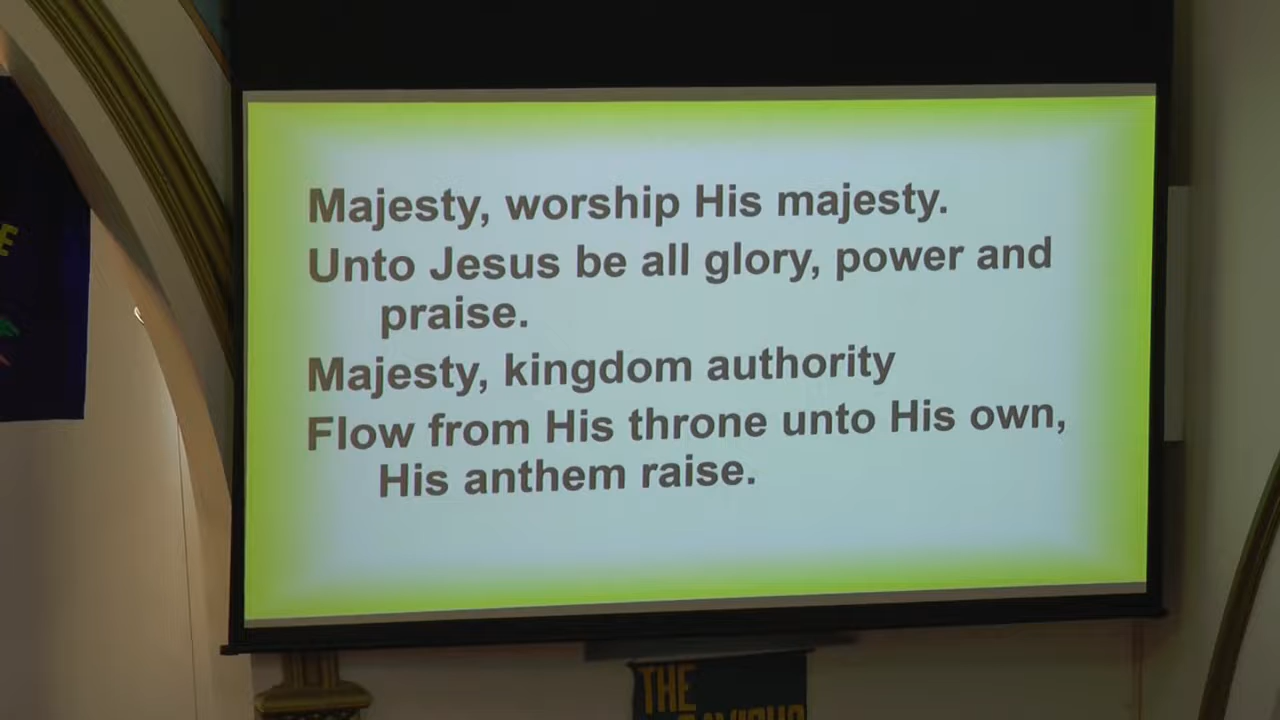 Majesty, worship His majesty.
Unto Jesus be all glory, power and
praise.
Majesty, kingdom authority
Flow from His throne unto His own,
His anthem raise.
THE